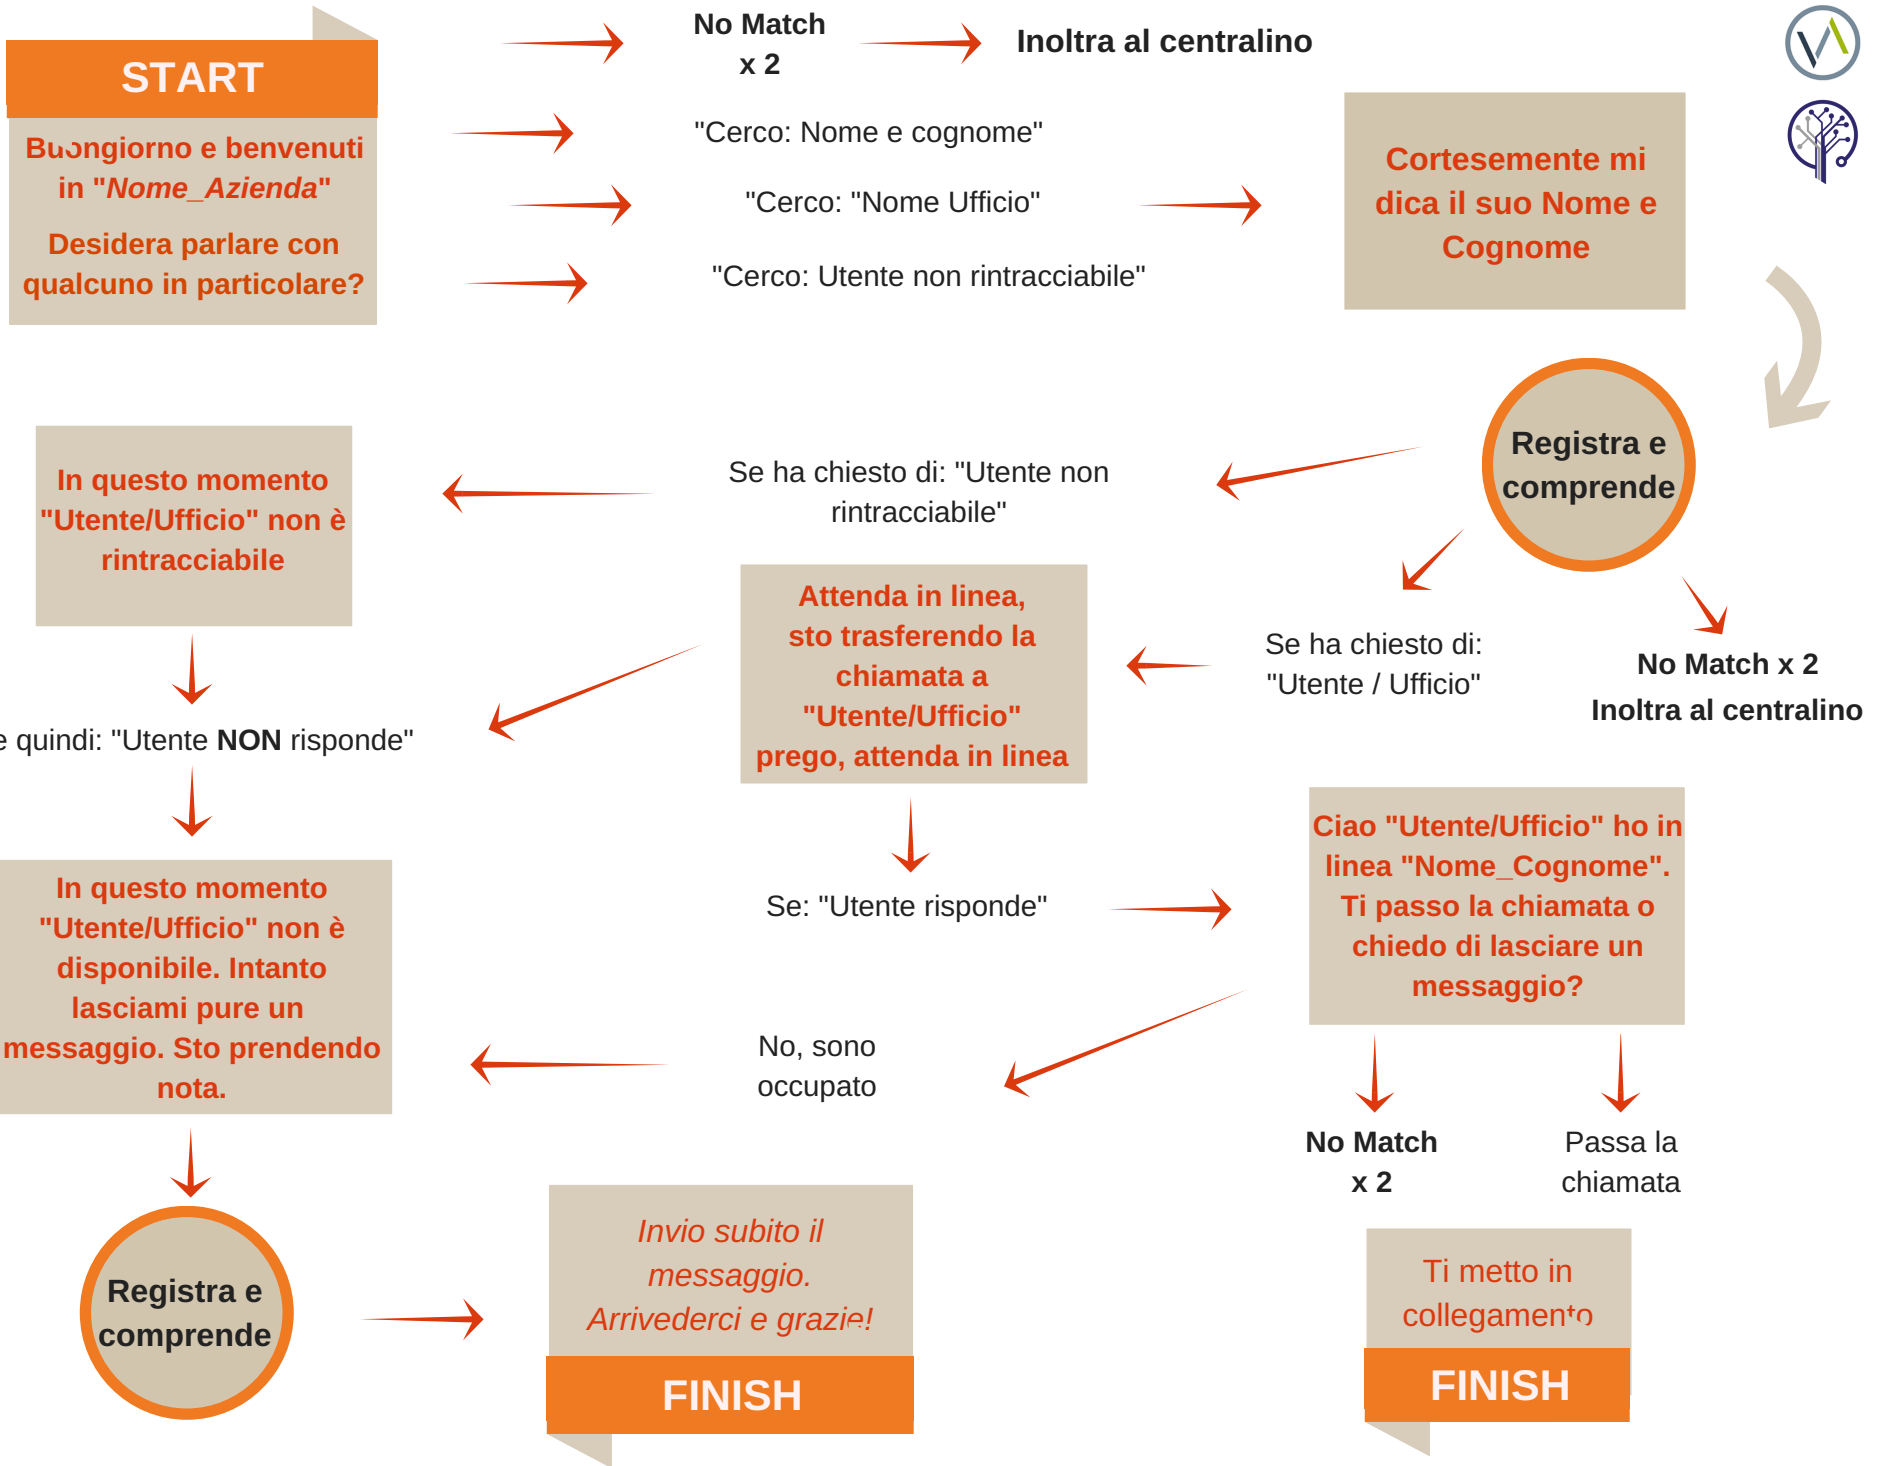 START
Buongiorno e benvenuti
in "Nome_Azienda"
Desidera parlare con
qualcuno in particolare?
No Match
x 2
Inoltra al centralino
"Cerco: Nome e cognome"
"Cerco: "Nome Ufficio"
"Cerco: Utente non rintracciabile"
Cortesemente mi
dica il suo Nome e
Cognome
Registra e
comprende
Se ha chiesto di: "Utente non
rintracciabile"
In questo momento
"Utente/Ufficio" non è
rintracciabile
Se ha chiesto di:
"Utente / Ufficio"
No Match x 2
Inoltra al centralino
Attenda in linea,
sto trasferendo la
chiamata a
"Utente/Ufficio"
prego, attenda in linea
e quindi: "Utente NON risponde"
Se: "Utente risponde"
Ciao "Utente/Ufficio" ho in
linea "Nome_Cognome".
Ti passo la chiamata o
chiedo di lasciare un
messaggio?
In questo momento
"Utente/Ufficio" non è
disponibile. Intanto
lasciami pure un
messaggio. Sto prendendo
nota.
No, sono
occupato
No Match
x 2
Passa la
chiamata
Registra e
comprende
Invio subito il
messaggio.
Arrivederci e grazie!
FINISH
Ti metto in
collegamento
FINISH